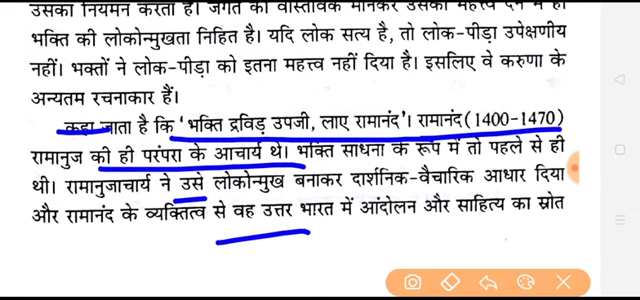 उसका नियमन करता है। जगत को वास्तविक मानकर उसको महत्त्व देने में ही
भक्ति की लोकोन्मुखता निहित है। यदि लोक सत्य है, तो लोक-पीड़ा उपेक्षणीय
नहीं। भक्तों ने लोक-पीड़ा को इतना महत्त्व नहीं दिया है। इसलिए वे करुणा के
अन्यतम रचनाकार हैं।
कहा जाता है कि 'भक्ति द्रविड़ उपजी, लाए रामानंद'। रामानंद (1400-1470)
रामानुज की ही परंपरा के आचार्य थे। भक्ति साधना के रूप में तो पहले से ही
थी। रामानुजाचार्य ने उसे लोकोन्मुख बनाकर दार्शनिक-वैचारिक आधार दिया
और रामानंद के व्यक्तित्व से वह उत्तर भारत में आंदोलन और साहित्य का स्रोत